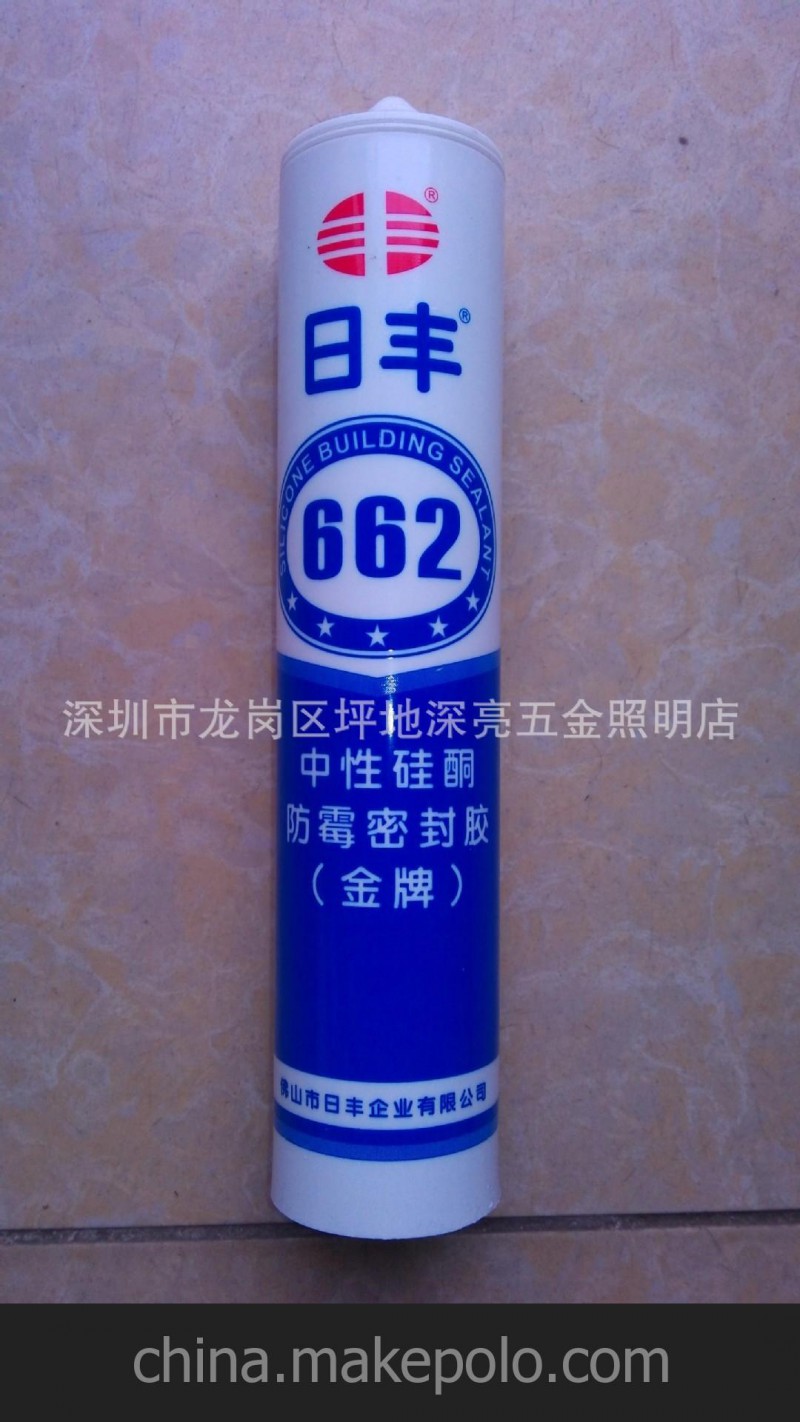 ®
日丰®
SILICONE BUILDING SEALANT
662
深圳市龙岗区坪地深亮五金照明店
中性硅酮
防霉密封胶
（金牌）
佛山市日丰企业有限公司
china.makepolo.com